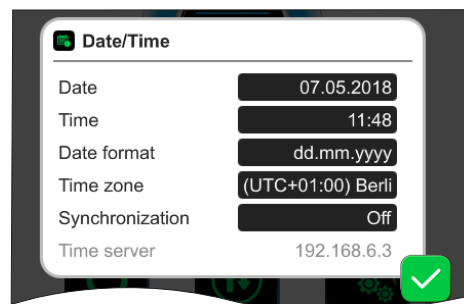 Date/Time
Date 07.05.2018
Time 11:48
Date format dd.mm.yyyy
Time zone (UTC+01:00) Berli
Synchronization Off
Time server 192.168.6.3